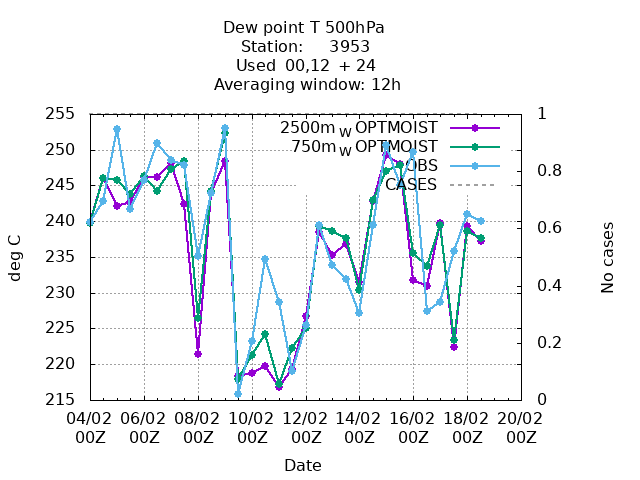 Dew point T 500hPa
Station: 3953
Used 00,12 + 24
Averaging window: 12h
255
250
245
240
235
230
225
220
215
1
0.8
0.6
0.4
0.2
0
2500m W OPTMOIST
750m W OPTMOIST
OBS
CASES
deg C
No cases
04/02 06/02 08/02 10/02 12/02 14/02 16/02 18/02 20/02
00Z 00Z 00Z 00Z 00Z 00Z 00Z 00Z 00Z
Date